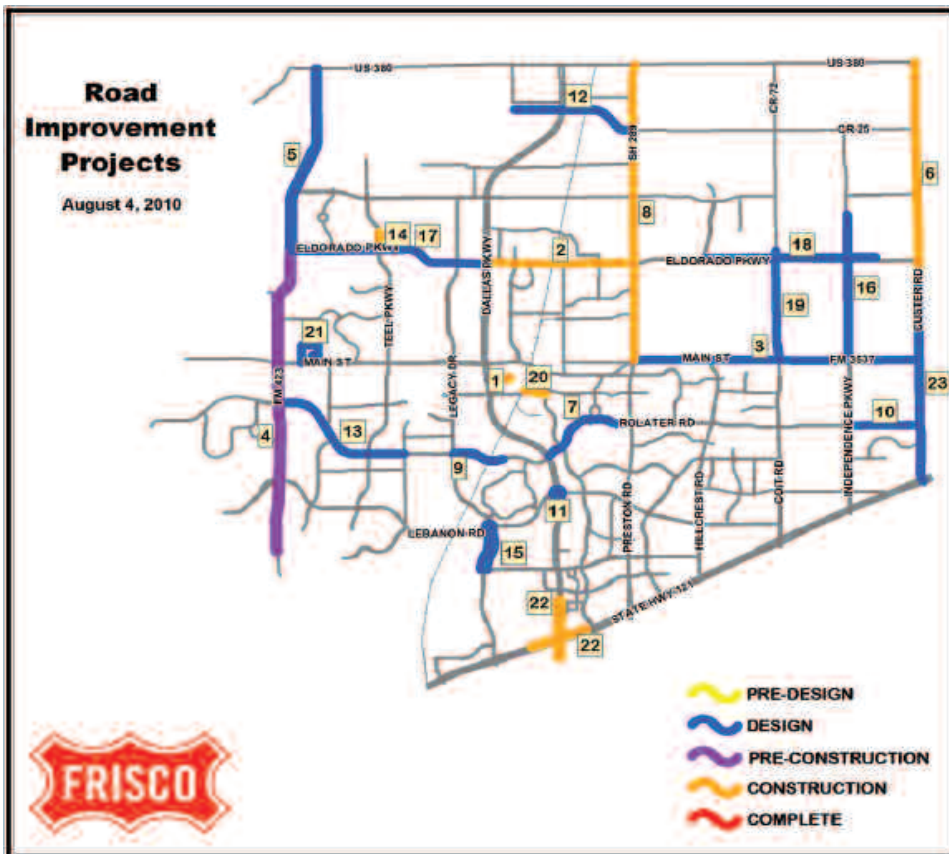 Road
Improvement
Projects
August 4, 2010
US 380
US 380
12
CR 72
CR 25
SH 289
5
6
8
14
17
ELDORADO PKWY
2
18
ELDORADO PKWY
DALLAS PKWY
16
19
CUSTER RD
TEEL PKWY
21
MAIN ST
3
MAIN ST
FM 3537
FM 423
LEGACY DR
1
20
23
7
ROLATER RD
10
4
13
9
INDEPENDENCE PKWY
COIT RD
HILLCREST RD
PRESTON RD
11
LEBANON RD
15
22
STATE HWY 121
22
PRE-DESIGN
DESIGN
PRE-CONSTRUCTION
CONSTRUCTION
COMPLETE
FRISCO